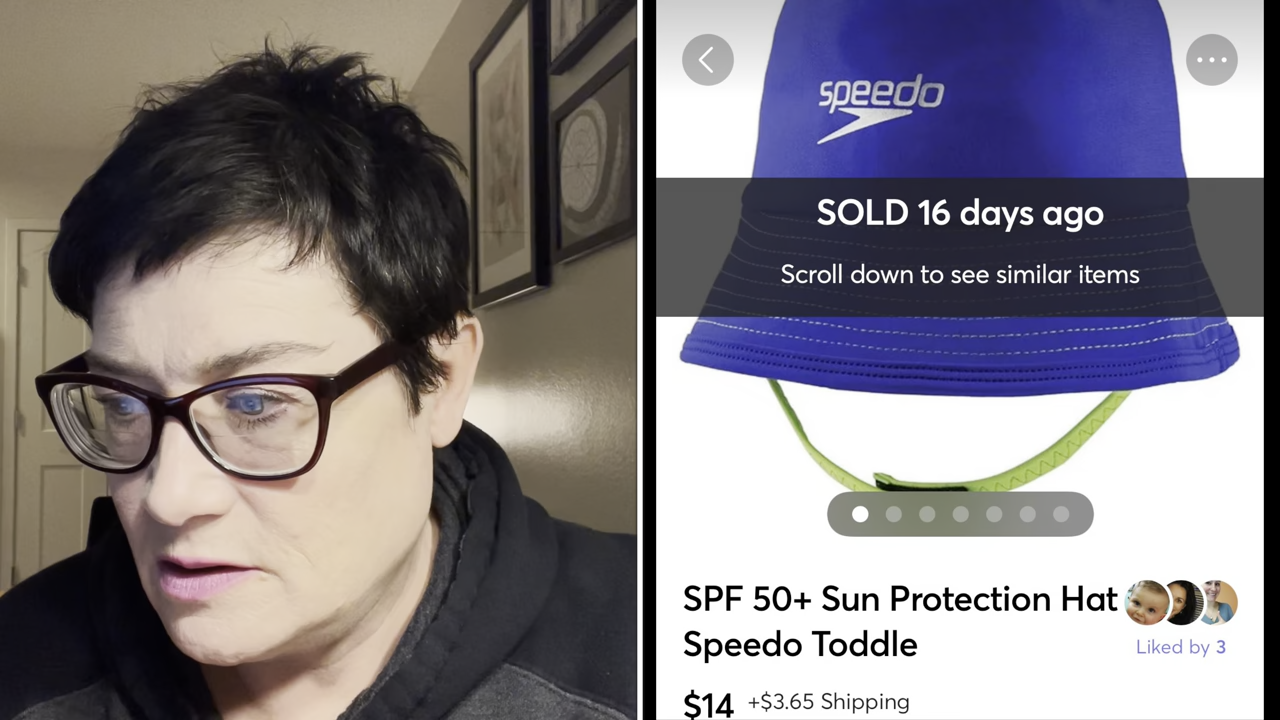 speedo
SOLD 16 days ago
Scroll down to see similar items
SPF 50+ Sun Protection Hat
Speedo Toddle
Liked by 3
$14 +$3.65 Shipping